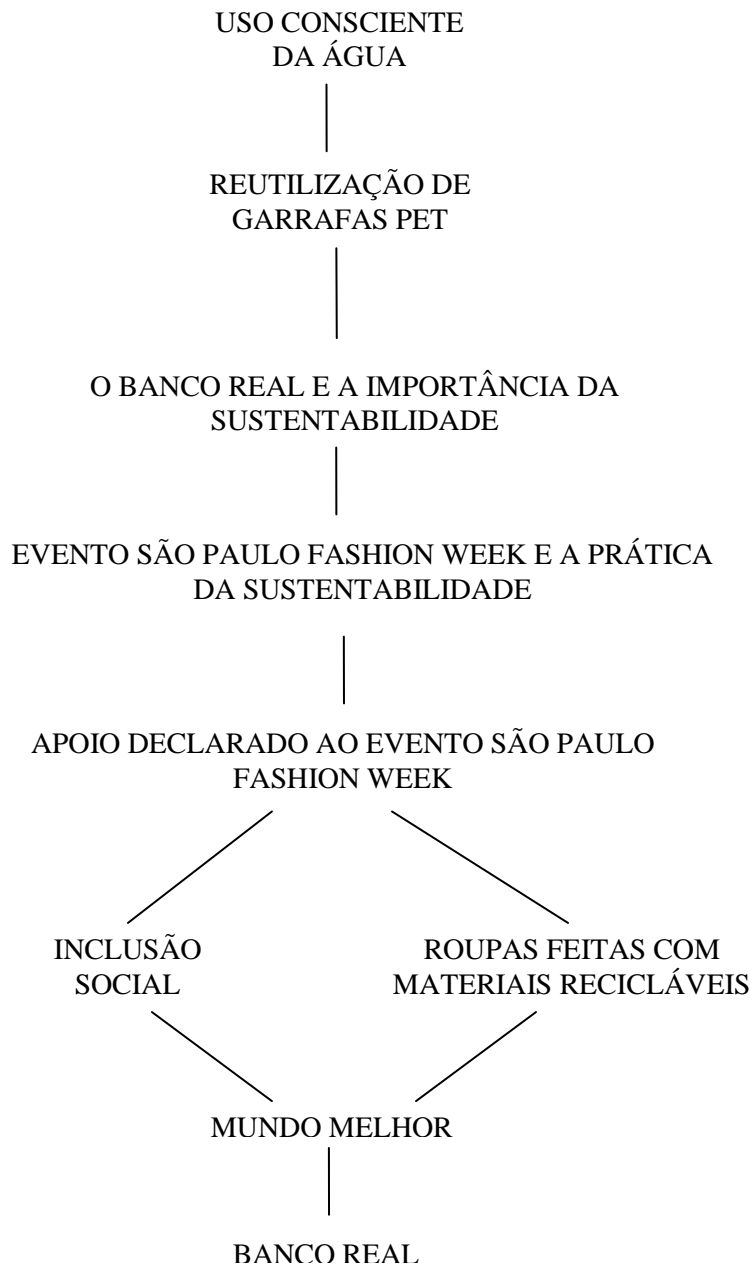 USO CONSCIENTE
DA ÁGUA
REUTILIZAÇÃO DE
GARRAFAS PET
O BANCO REAL E A IMPORTÂNCIA DA
SUSTENTABILIDADE
EVENTO SÃO PAULO FASHION WEEK E A PRÁTICA
DA SUSTENTABILIDADE
APOIO DECLARADO AO EVENTO SÃO PAULO
FASHION WEEK
INCLUSÃO
SOCIAL
ROUPAS FEITAS COM
MATERIAIS RECICLÁVEIS
MUNDO MELHOR
BANCO REAL